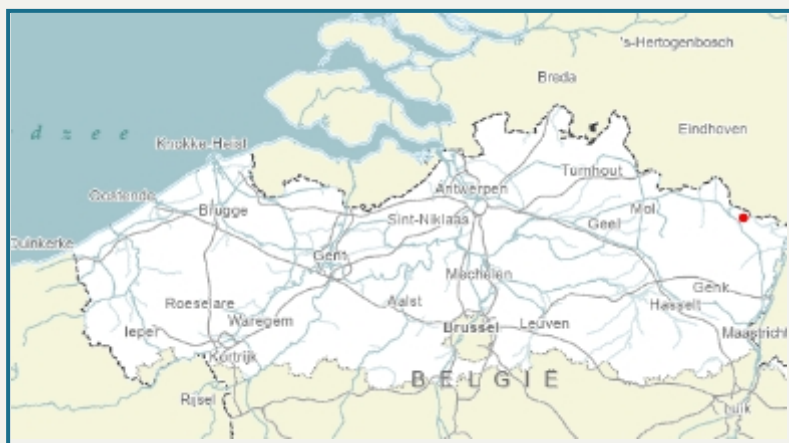 's-Hertogenbosch
Breda
dzee
Eindhoven
Knokke-Heist
Turnhout
Antwerpen
Oostende
Brugge
Sint-Niklaas
Geel
Mol
Duinkerke
Gent
Mechelen
Genk
Roeselare
Aalst
Hasselt
Ieper
Waregem
Brussel
Leuven
Maastricht
Kortrijk
BELGIË
Rijsel
Luik